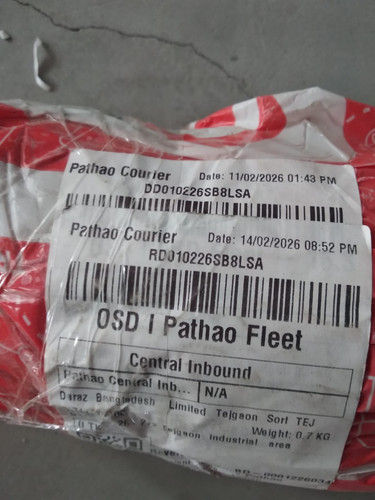 Pathao Courier Date: 11/02/2026 01:43 PM
DD010226SB8LSA
Pathao Courier Date: 14/02/2026 08:52 PM
RD010226SB8LSA
OSD | Pathao Fleet
Central Inbound
Pathao Central Inb... N/A
Daraz Bangladesh Limited Tejgaon Sort TEJ
Weight: 0.7 KG
Tejgaon Industrial area